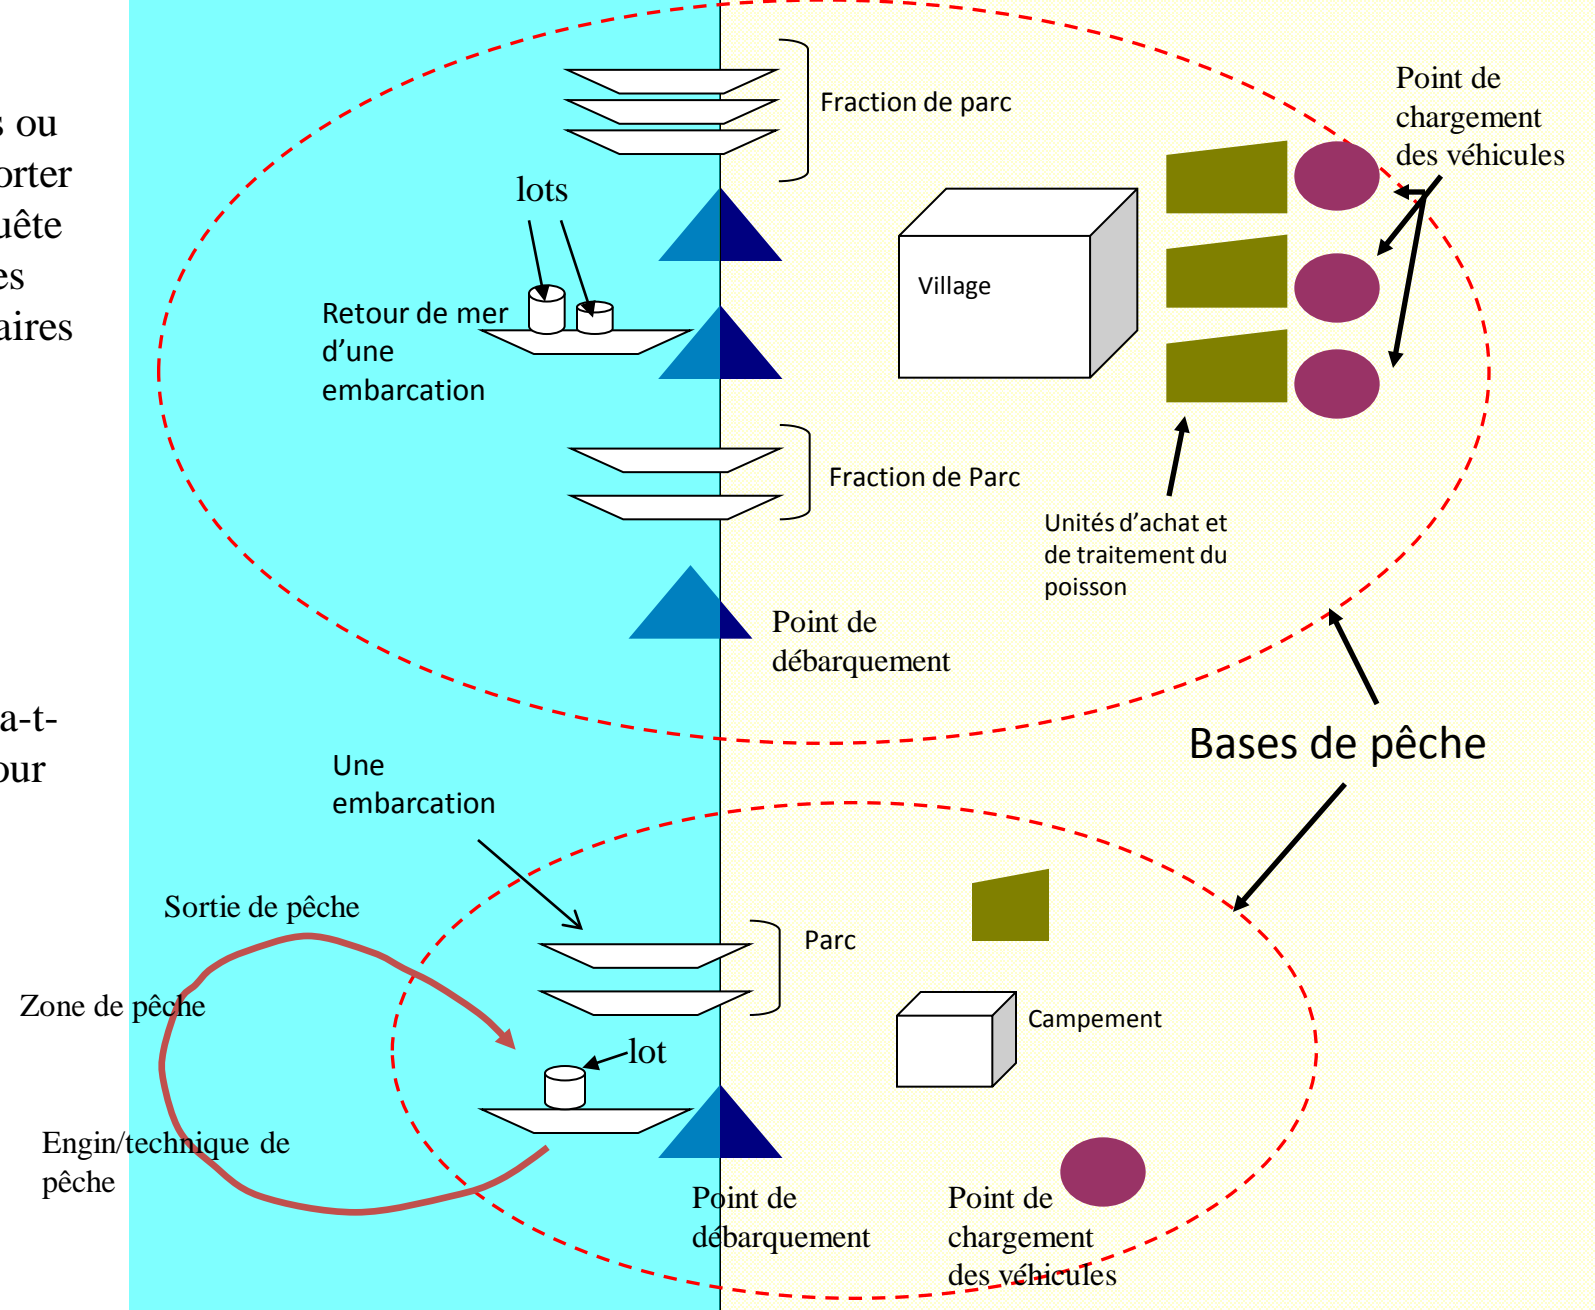 s ou
orter
uête
es
aires
a-t-
our
Fraction de parc
Point de
chargement
des véhicules
lots
Village
Retour de mer
d’une
embarcation
Fraction de Parc
Unités d’achat et
de traitement du
poisson
Point de
débarquement
Bases de pêche
Une
embarcation
Sortie de pêche
Parc
Zone de pêche
Campement
lot
Engin/technique de
pêche
Point de
débarquement
Point de
chargement
des véhicules